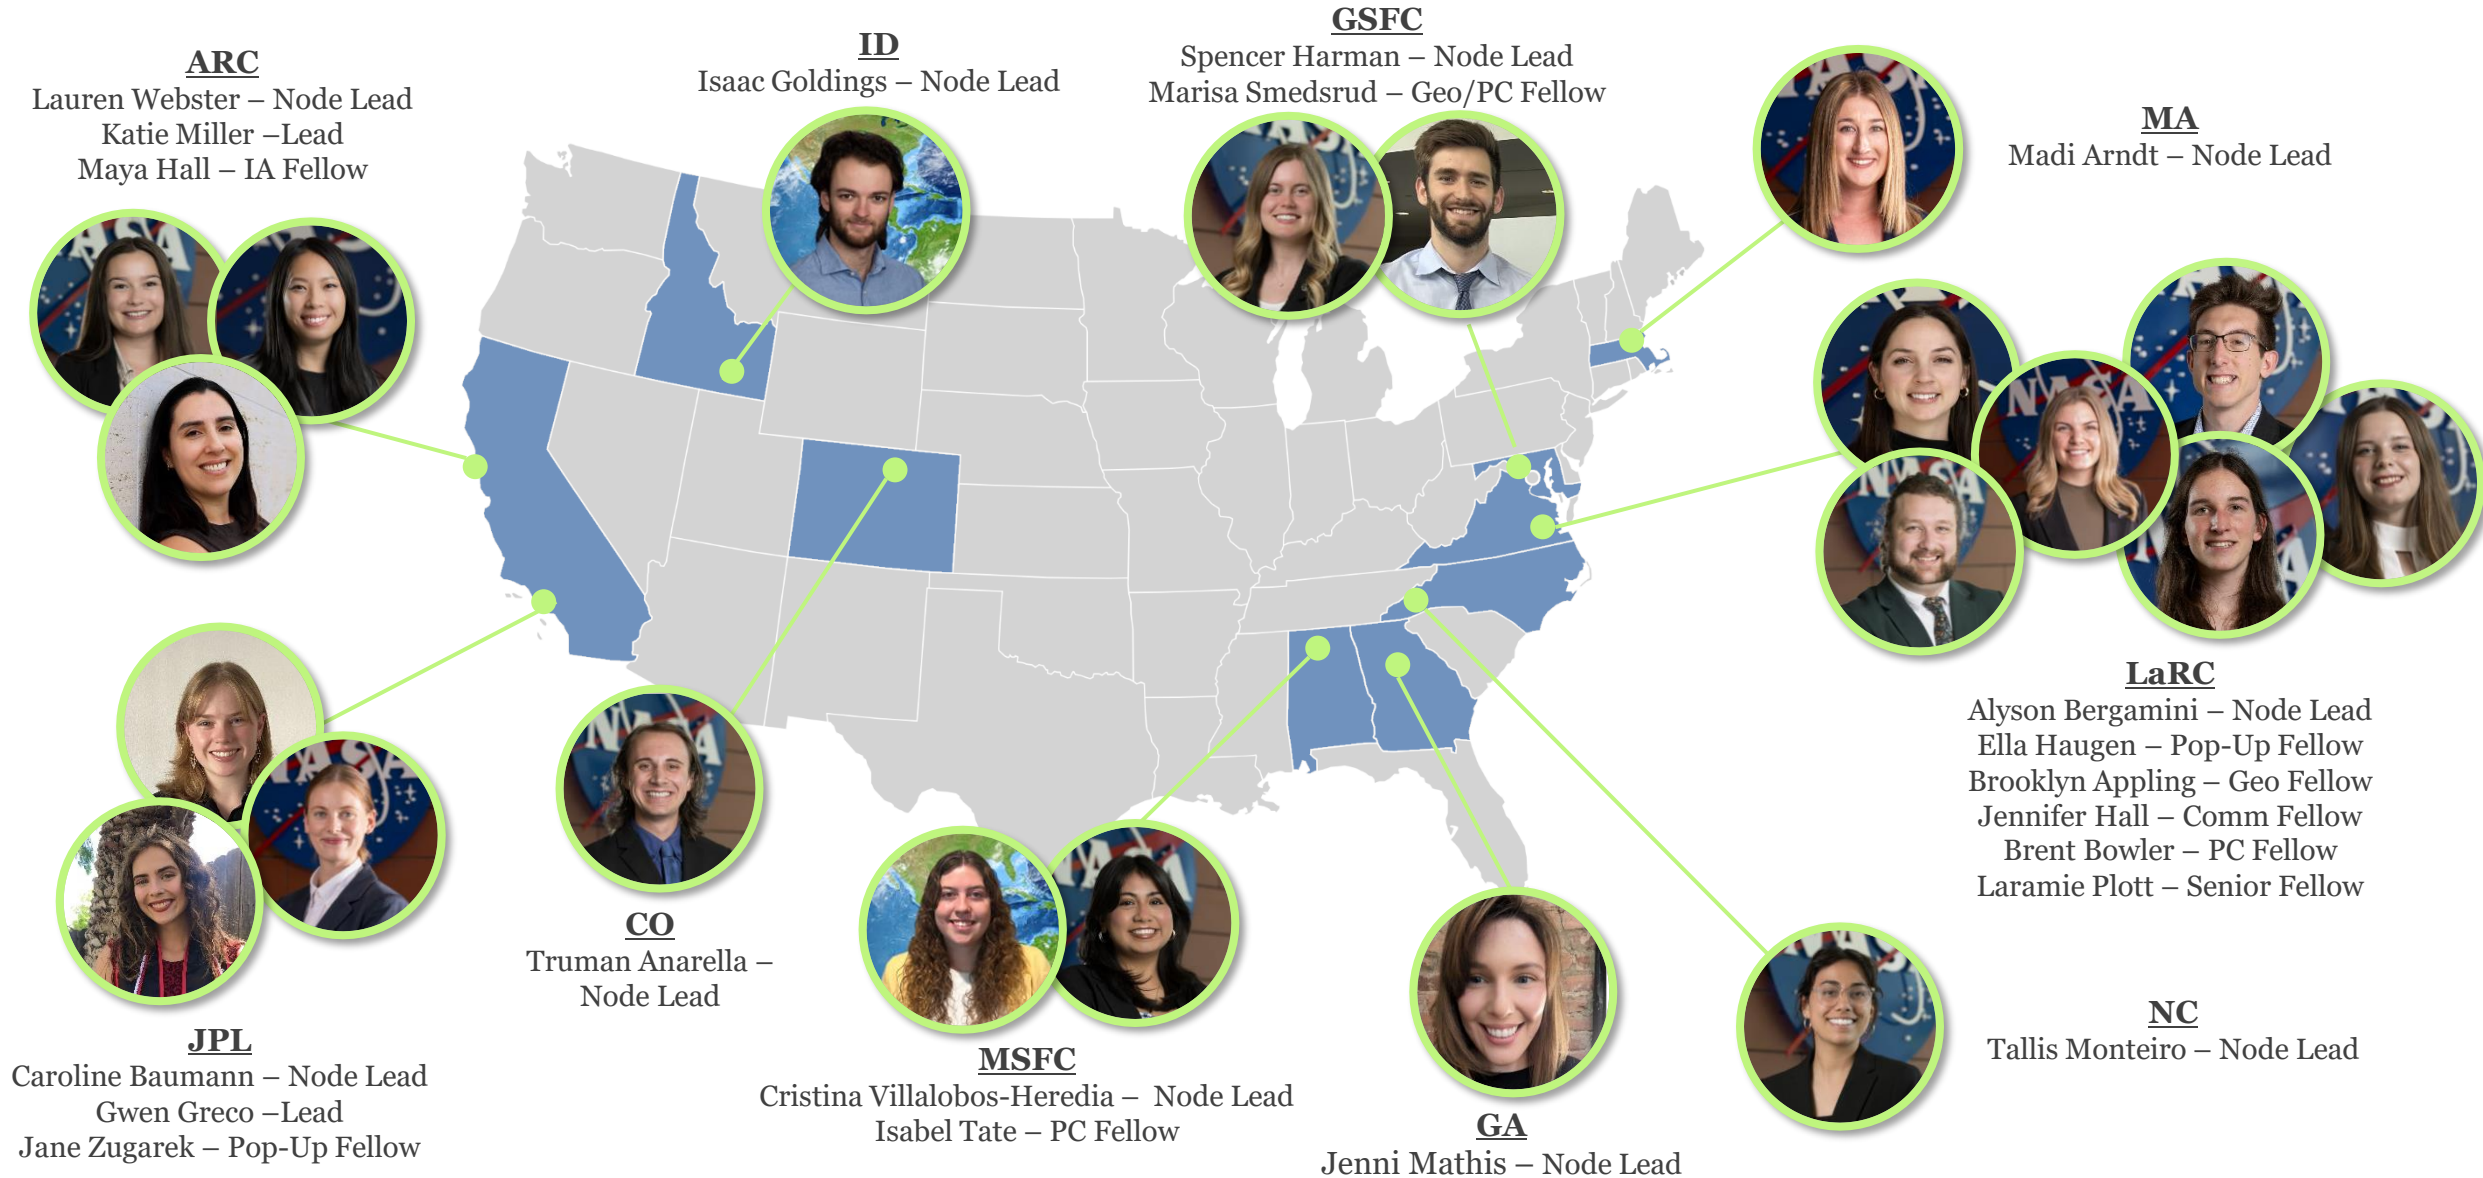 ARC
Lauren Webster – Node Lead
Katie Miller –Lead
Maya Hall – IA Fellow
ID
Isaac Goldings – Node Lead
GSFC
Spencer Harman – Node Lead
Marisa Smedsrud – Geo/PC Fellow
MA
Madi Arndt – Node Lead
LaRC
Alyson Bergamini – Node Lead
Ella Haugen – Pop-Up Fellow
Brooklyn Appling – Geo Fellow
Jennifer Hall – Comm Fellow
Brent Bowler – PC Fellow
Laramie Plott – Senior Fellow
JPL
Caroline Baumann – Node Lead
Gwen Greco –Lead
Jane Zugarek – Pop-Up Fellow
CO
Truman Anarella –
Node Lead
MSFC
Cristina Villalobos-Heredia –  Node Lead
Isabel Tate – PC Fellow
GA
Jenni Mathis – Node Lead
NC
Tallis Monteiro – Node Lead
NASA